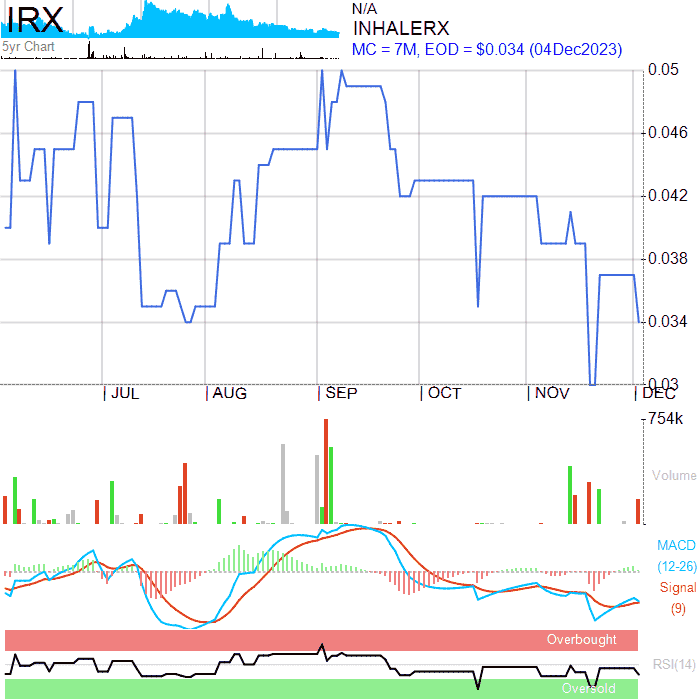 IRX
5yr Chart
N/A
INHALERX
MC = 7M, EOD = $0.034 (04Dec2023)
0.05
0.046
0.042
0.038
0.034
0.03
JUL AUG SEP OCT NOV DEC
754k
Volume
MACD
(12-26)
Signal
(9)
Overbought
RSI(14)
Oversold